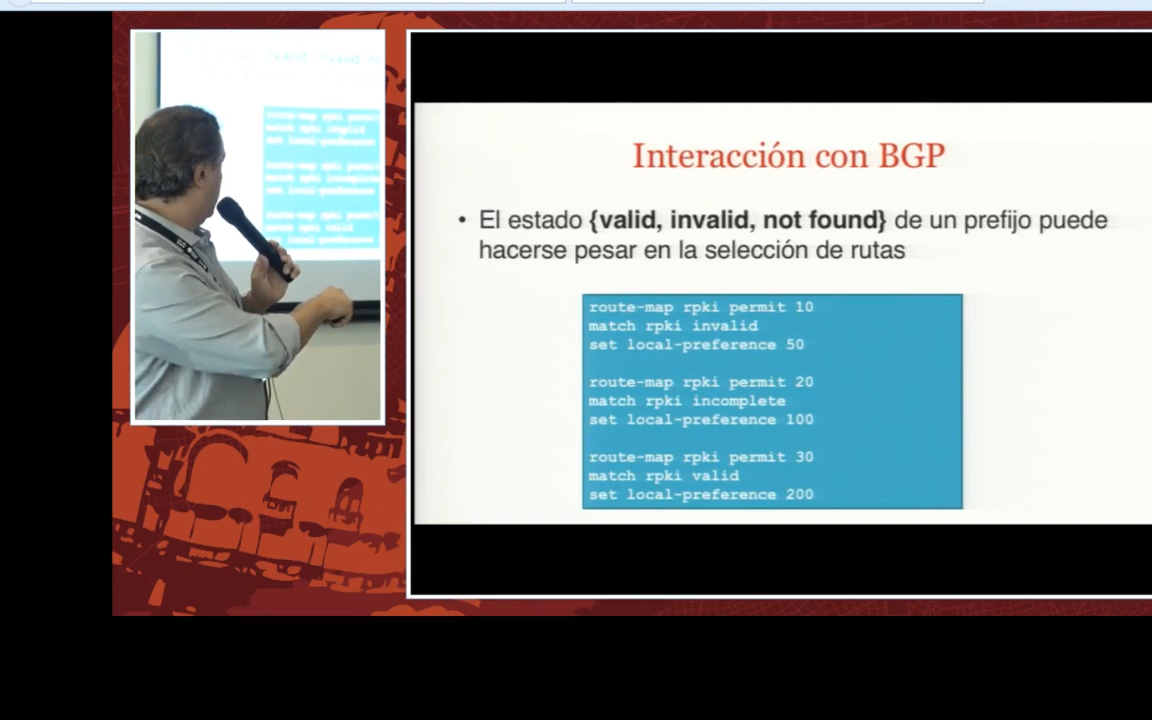 Interacción con BGP
• El estado {valid, invalid, not found} de un prefijo puede
hacerse pesar en la selección de rutas
route-map rpki permit 10
match rpki invalid
set local-preference 50
route-map rpki permit 20
match rpki incomplete
set local-preference 100
route-map rpki permit 30
match rpki valid
set local-preference 200